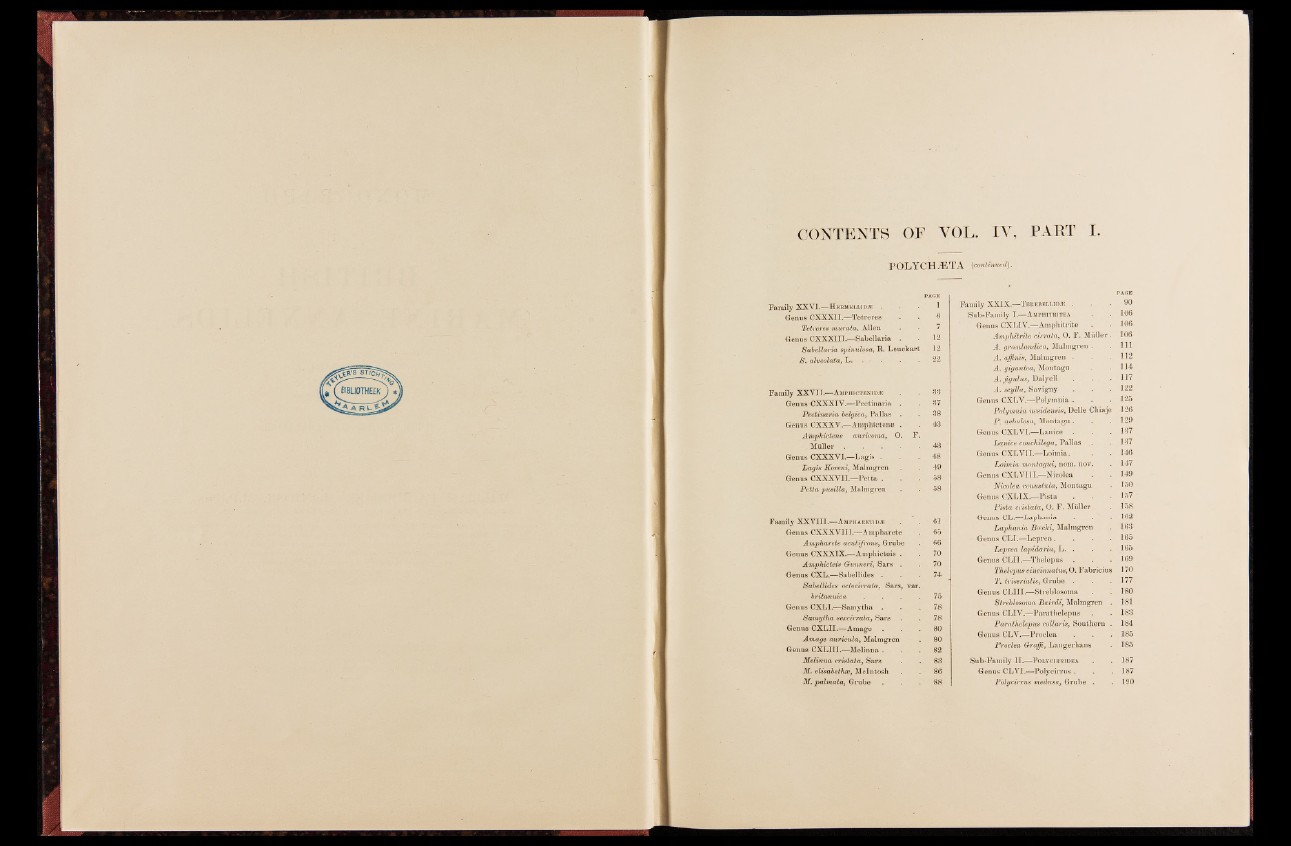 TEYLER'S STICHTING
BIBLIOTHEEK
HAARLEM
CONTENTS OF VOL. IV, PART I.
POLYCHÆTA (continued).
PAGE
Family XXVI.—Hermellidæ . . . 1
Genus CXXXII.—Tetreres . . 6
Tetreres murata, Allen . . 7
Genus CXXXIII.—Sabellaria . . 12
Sabellaria spinulosa, R. Leuckart 12
S. alveolata, L. . . . . 22
Family XXVII.—Amphictenidæ . . 33
Genus CXXXIV.—Pectinaria . . 37
Pectinaria belgica, Pallas . . 38
Genus CXXXV.—Amphictene . . 43
Amphictene auricoma, O. F.
Müller . . . . . 43
Genus CXXXVI.—Lagis . . . 48
Lagis Koreni, Malmgren . . 49
Genus CXXXVII.—Petta . . . 58
Petta pusilla, Malmgren . . 58
Family XXVIII.—Ampharetidæ . . 61
Genus CXXXVIII.—Ampharete . 65
Ampharete acutifrons, Grube . 66
Genus CXXXIX.—Amphicteis . . 70
Amphicteis Gunneri, Sars . . 70
Genus CXL.—Sabellides . . . 74
Sabellides octocirrata, Sars, var.
britannica . . . . 75
Genus CXLI.—Samytha . . . 78
Samytha sexcirrata, Sars . . 78
Genus CXLII.—Amage . . . 80
Amage auricula, Malmgren . 80
Genus CXLIII.—Melinna . . . 82
Melinna cristata, Sars . . 83
M. elisabethæ, McIntosh . . 86
M. palmata, Grube . . . 88
PAGE
Family XXIX.—Terebellidæ . . . 90
Sub-Family I.—Amphitritea . . 106
Genus CXLIV.—Amphitrite . . 106
Amphitrite cirrata, O. F. Müller . 106
A. grœnlandica, Malmgren . . 111
A. affinis, Malmgren . . 112
A. gigantea, Montagu . . 114
A. figulus, Dalyell . . . 117
A. scylla, Savigny . . . 122
Genus CXLV.—Polymnia . . . 125
Polymnia nesidensis, Delle Chiaje 126
P. nebulosa, Montagu . . 129
Genus CXLVI.—Lanice . . . 137
Lanice conchilega, Pallas . . 137
Genus CXLVII.—Loimia . . . 146
Loimia montagui, nom. nov. . 147
Genus CXLVIII.—Nicolea . . 149
Nicolea venustula, Montagu . 150
Genus CXLIX.—Pista . . . 157
Pista cristata, O. F. Müller . 158
Genus CL.—Laphania . . . 163
Laphania Boecki, Malmgren . 163
Genus CLI.—Leprea . . . 165
Leprea lapidaria, L. . . . 165
Genus CLII.—Thelepus . . . 169
Thelepus cincinnatus, O. Fabricius 170
T. triserialis, Grube . . . 177
Genus CLIII.—Streblosoma . . 180
Streblosoma Bairdi, Malmgren . 181
Genus CLIV.—Parathelepus . . 183
Parathelepus collaris, Southern . 184
Genus CLV.—Proclea . . . 185
Proclea Graffi, Langerhans . 185
Sub-Family II.—Polycirridea . . 187
Genus CLVI.—Polycirrus . . . 187
Polycirrus medusa, Grube . . 190